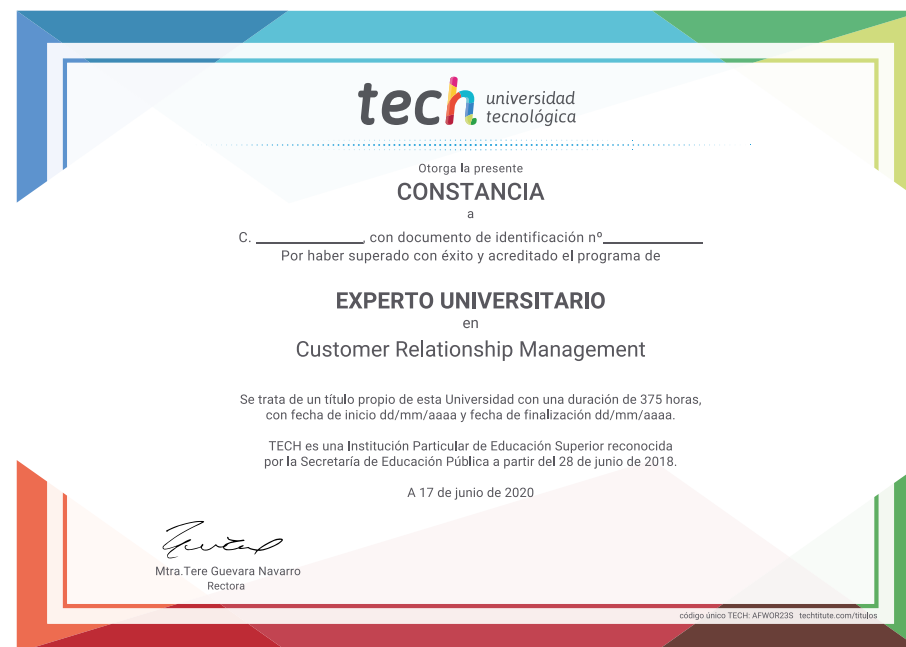 tech universidad
tecnológica
Otorga la presente
CONSTANCIA
a
C. ______________, con documento de identificación nº_____________
Por haber superado con éxito y acreditado el programa de
EXPERTO UNIVERSITARIO
en
Customer Relationship Management
Se trata de un título propio de esta Universidad con una duración de 375 horas,
con fecha de inicio dd/mm/aaaa y fecha de finalización dd/mm/aaaa.
TECH es una Institución Particular de Educación Superior reconocida
por la Secretaría de Educación Pública a partir del 28 de junio de 2018.
A 17 de junio de 2020
Mtra.Tere Guevara Navarro
Rectora
código único TECH: AFWOR23S techtitute.com/titulos